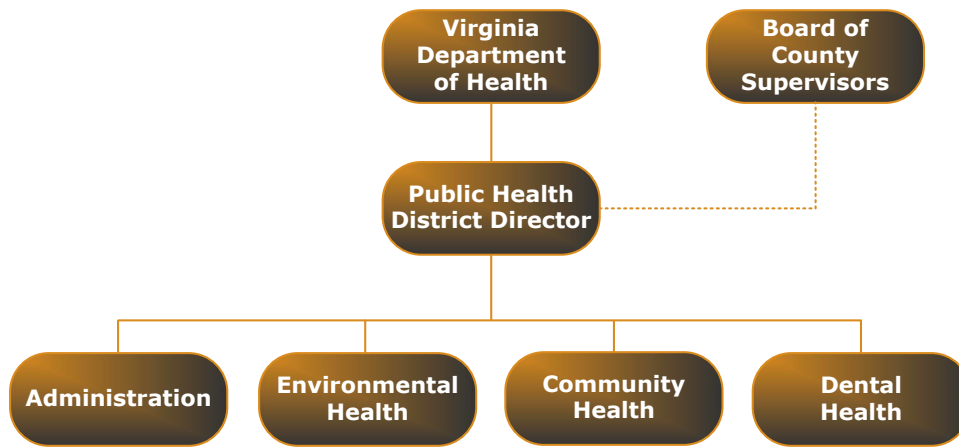 Virginia
Department
of Health
Board of
County
Supervisors
Public Health
District Director
Administration
Environmental
Health
Community
Health
Dental
Health